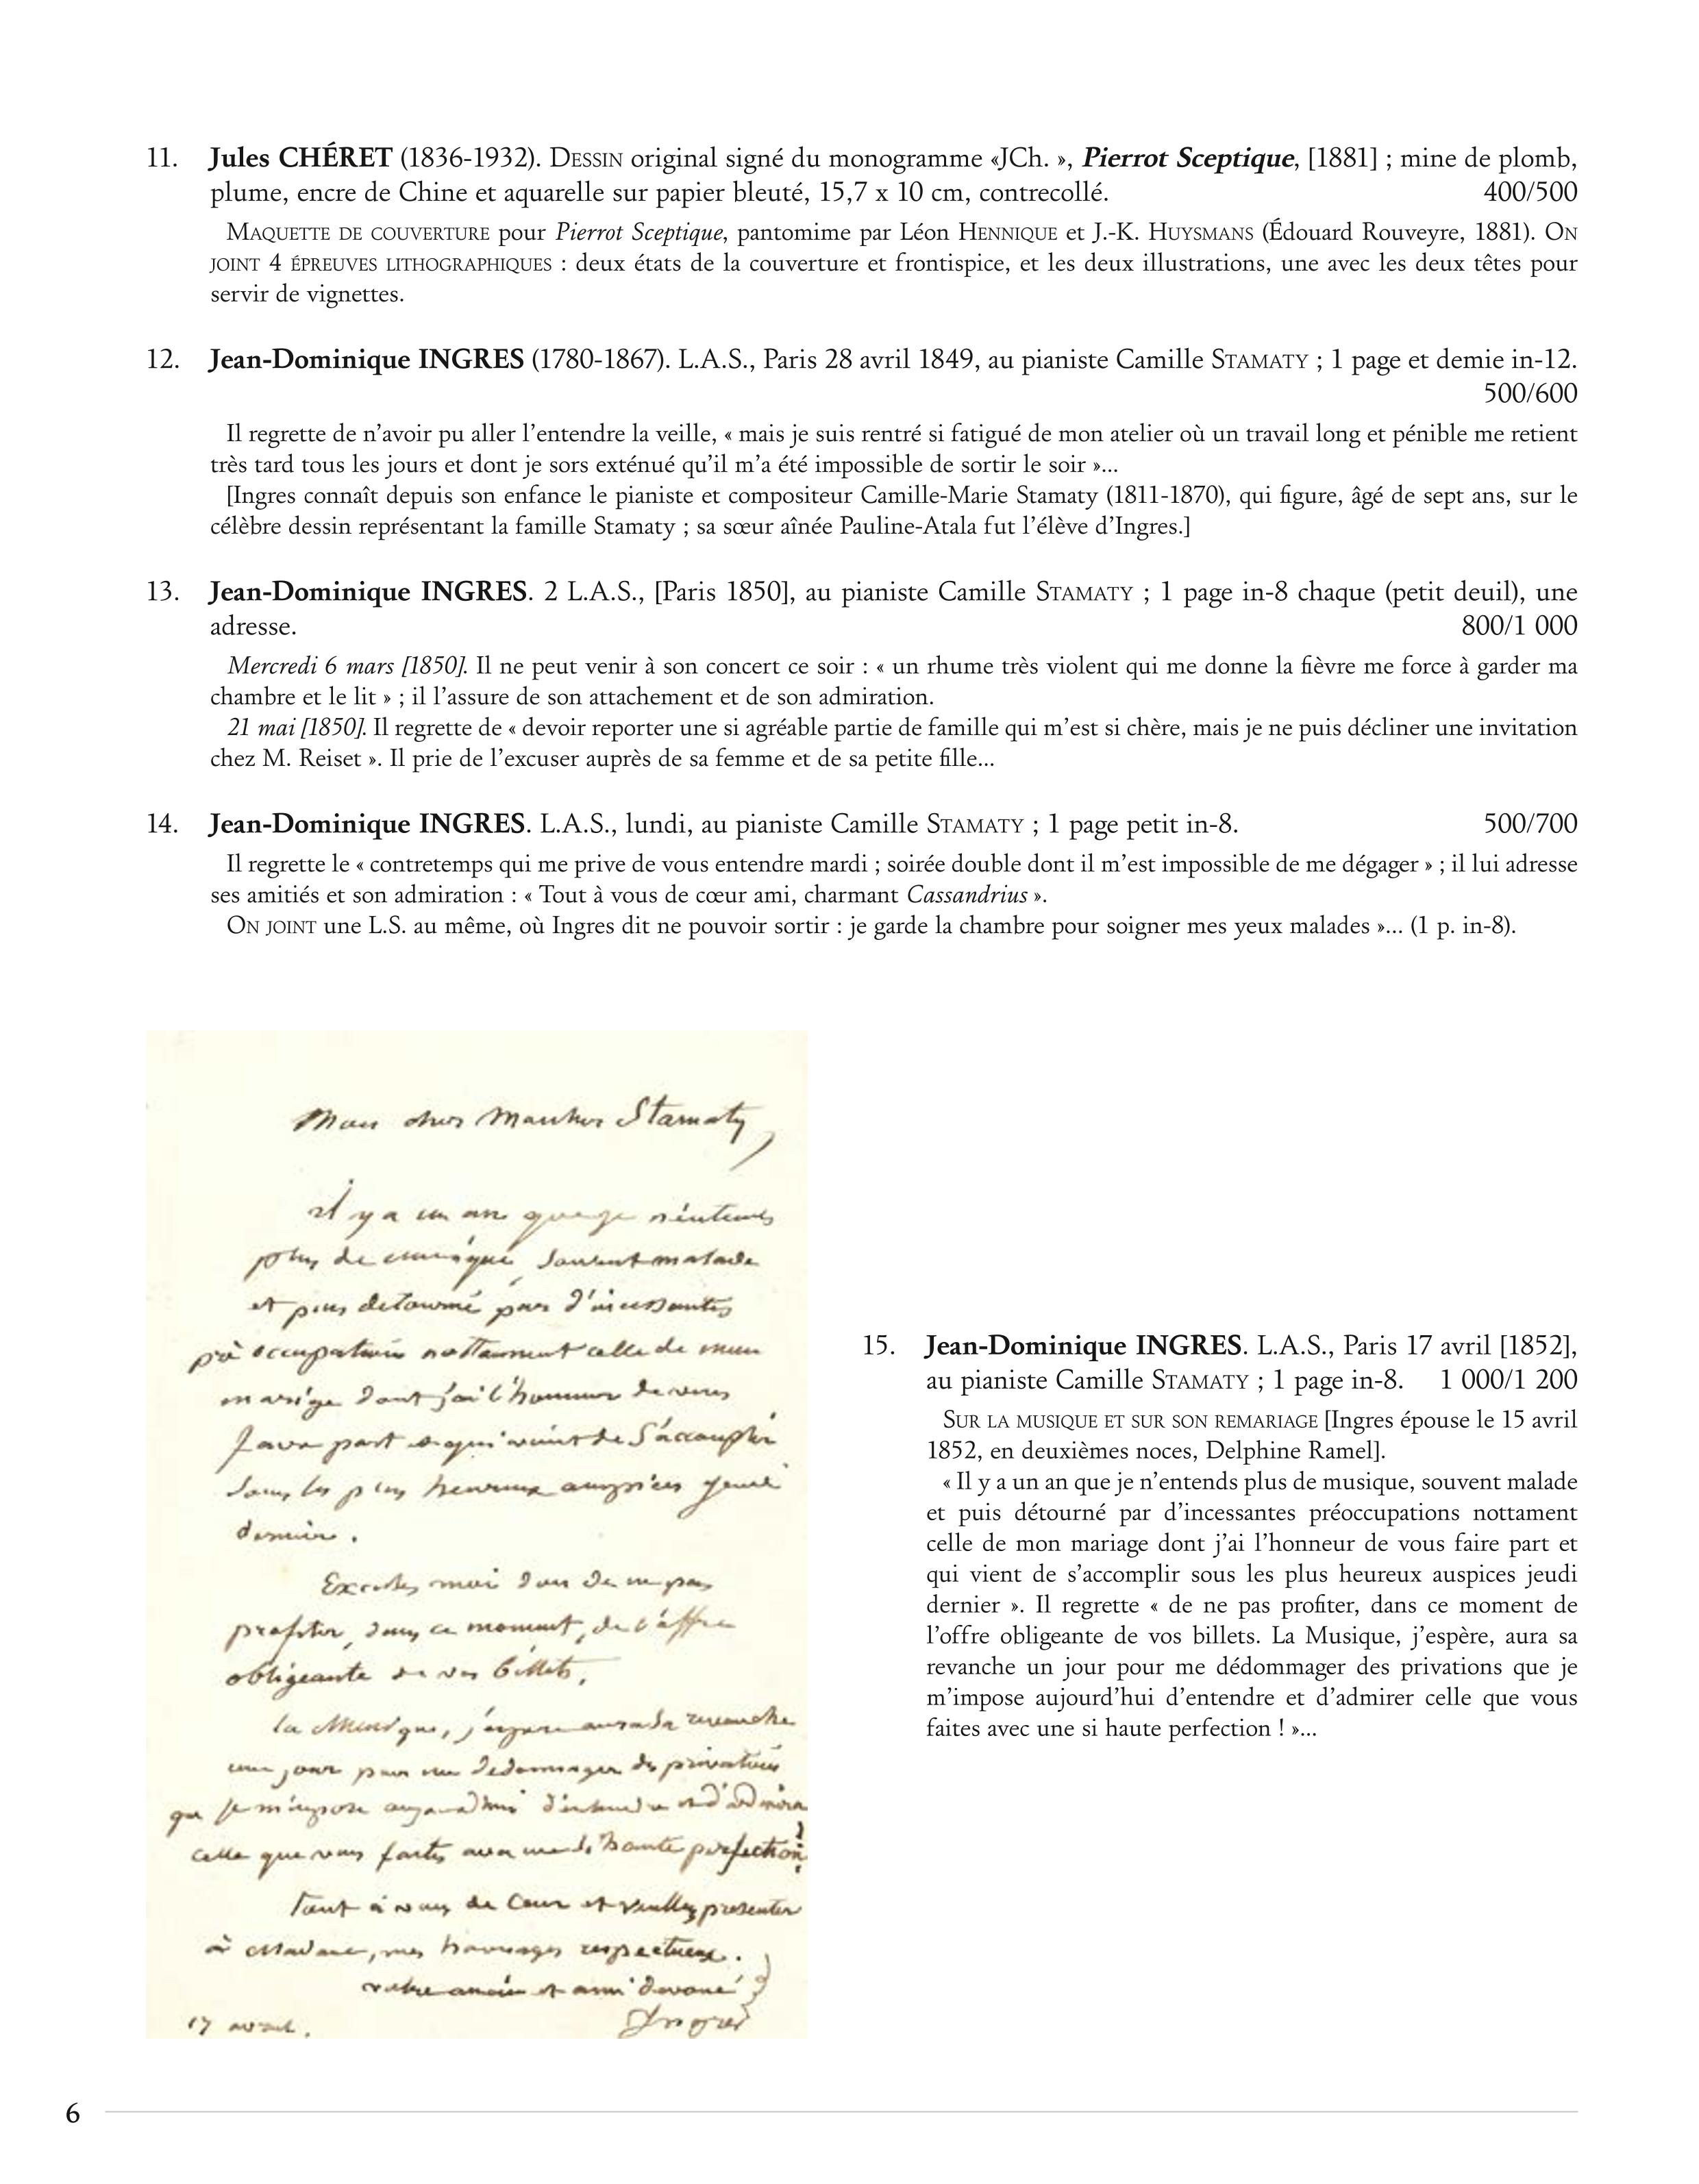 11. Jules CHÉRET (1836-1932). DESSIN original signé du monogramme «JCh. », Pierrot Sceptique, [1881] ; mine de plomb,
plume, encre de Chine et aquarelle sur papier bleuté, 15,7 x 10 cm, contrecollé. 400/500
MAQUETTE DE COUVERTURE pour Pierrot Sceptique, pantomime par Léon HENNIQUE et J.-K. HUYSMANS (Édouard Rouveyre, 1881). ON
JOINT 4 ÉPREUVES LITHOGRAPHIQUES : deux états de la couverture et frontispice, et les deux illustrations, une avec les deux têtes pour
servir de vignettes.
12. Jean-Dominique INGRES (1780-1867). L.A.S., Paris 28 avril 1849, au pianiste Camille STAMATY ; 1 page et demie in-12.
500/600
Il regrette de n'avoir pu aller l'entendre la veille, « mais je suis rentré si fatigué de mon atelier où un travail long et pénible me retient
très tard tous les jours et dont je sors exténué qu'il m'a été impossible de sortir le soir »...
[Ingres connaît depuis son enfance le pianiste et compositeur Camille-Marie Stamaty (1811-1870), qui figure, âgé de sept ans, sur le
célèbre dessin représentant la famille Stamaty ; sa sœur aînée Pauline-Atala fut l'élève d'Ingres.]
13. Jean-Dominique INGRES. 2 L.A.S., [Paris 1850], au pianiste Camille STAMATY ; 1 page in-8 chaque (petit deuil), une
adresse. 800/1 000
Mercredi 6 mars [1850]. Il ne peut venir à son concert ce soir : « un rhume très violent qui me donne la fièvre me force à garder ma
chambre et le lit » ; il l'assure de son attachement et de son admiration.
21 mai [1850]. Il regrette de « devoir reporter une si agréable partie de famille qui m'est si chère, mais je ne puis décliner une invitation
chez M. Reiset ». Il prie de l'excuser auprès de sa femme et de sa petite fille...
14. Jean-Dominique INGRES. L.A.S., lundi, au pianiste Camille STAMATY ; 1 page petit in-8. 500/700
Il regrette le « contretemps qui me prive de vous entendre mardi ; soirée double dont il m'est impossible de me dégager » ; il lui adresse
ses amitiés et son admiration : « Tout à vous de cœur ami, charmant Cassandrius ».
ON JOINT une L.S. au même, où Ingres dit ne pouvoir sortir : je garde la chambre pour soigner mes yeux malades »... (1 p. in-8).
Mon cher Monsieur Stamaty,
il y a un an que je n'entends
plus de musique, souvent malade
et puis detourné par d'incessantes
préoccupations nottamment celle de mon
mariage dont j'ai l'honneur de vous
faire part et qui vient de s'accomplir
sous les plus heureux auspices jeudi
dernier.
Excusez moi donc de ne pas
profiter, dans ce moment, de l'offre
obligeante de vos billets.
La Musique, j'espère aura sa revanche
un jour pour me dedommager des privations
que je m'impose aujourd'hui d'entendre et d'admirer
celle que vous faites avec une si haute perfection !
Tout à vous de Cœur et veuillez presenter
à Madame, mes hommages respectueux.
votre ancien et ami devoué
Ingres
17 avril.
15. Jean-Dominique INGRES. L.A.S., Paris 17 avril [1852],
au pianiste Camille STAMATY ; 1 page in-8. 1 000/1 200
SUR LA MUSIQUE ET SUR SON REMARIAGE [Ingres épouse le 15 avril
1852, en deuxièmes noces, Delphine Ramel].
« Il y a un an que je n'entends plus de musique, souvent malade
et puis détourné par d'incessantes préoccupations nottament
celle de mon mariage dont j'ai l'honneur de vous faire part et
qui vient de s'accomplir sous les plus heureux auspices jeudi
dernier ». Il regrette « de ne pas profiter, dans ce moment de
l'offre obligeante de vos billets. La Musique, j'espère, aura sa
revanche un jour pour me dédommager des privations que je
m'impose aujourd'hui d'entendre et d'admirer celle que vous
faites avec une si haute perfection ! »...
6